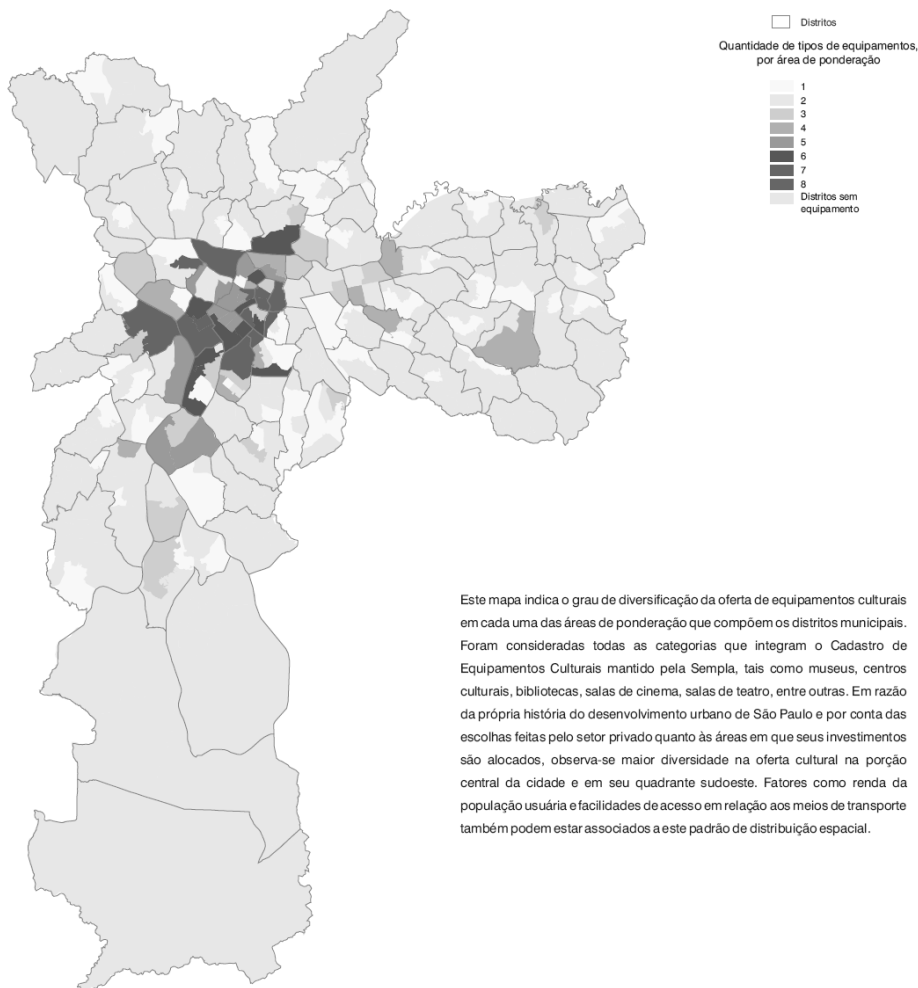 Distritos
Quantidade de tipos de equipamentos,
por área de ponderação
1
2
3
4
5
6
7
8
Distritos sem
equipamento
Este mapa indica o grau de diversificação da oferta de equipamentos culturais
em cada uma das áreas de ponderação que compõem os distritos municipais.
Foram consideradas todas as categorias que integram o Cadastro de
Equipamentos Culturais mantido pela Sempla, tais como museus, centros
culturais, bibliotecas, salas de cinema, salas de teatro, entre outras. Em razão
da própria história do desenvolvimento urbano de São Paulo e por conta das
escolhas feitas pelo setor privado quanto às áreas em que seus investimentos
são alocados, observa-se maior diversidade na oferta cultural na porção
central da cidade e em seu quadrante sudoeste. Fatores como renda da
população usuária e facilidades de acesso em relação aos meios de transporte
também podem estar associados a este padrão de distribuição espacial.